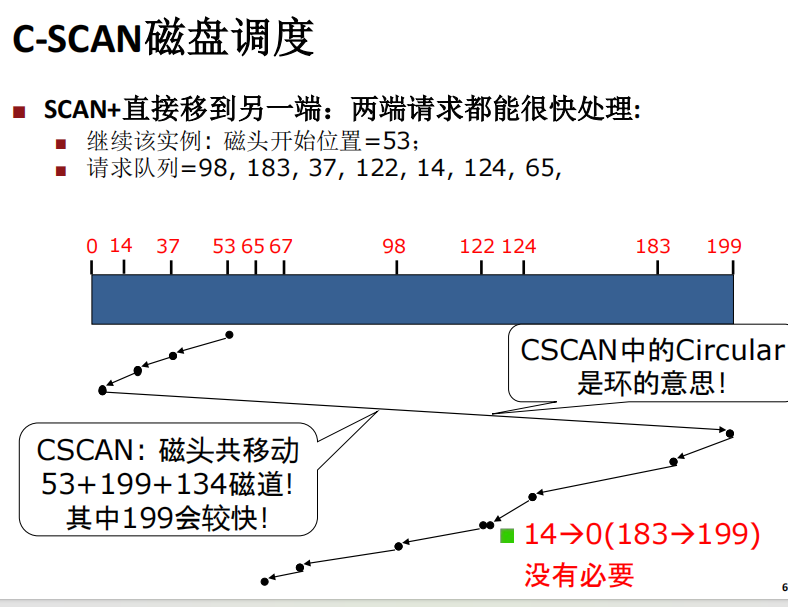 C-SCAN磁盘调度
■ SCAN+直接移到另一端：两端请求都能很快处理:
■ 继续该实例：磁头开始位置=53；
■ 请求队列=98, 183, 37, 122, 14, 124, 65,
0 14 37 53 65 67 98 122 124 183 199
CSCAN中的Circular
是环的意思！
CSCAN：磁头共移动
53+199+134磁道！
其中199会较快！
■ 14→0(183→199)
没有必要
6